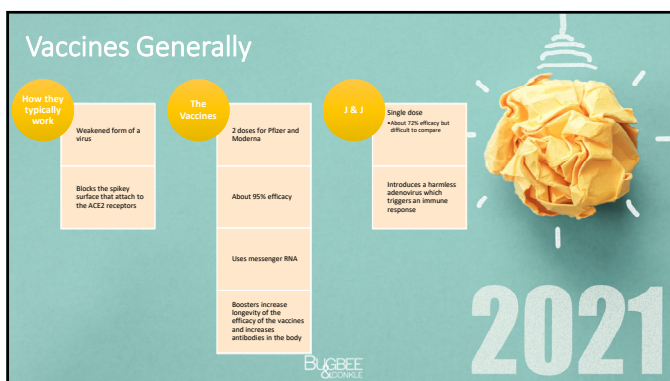 Vaccines Generally
How they
typically
work
Weakened form of a
virus
Blocks the spikey
surface that attach to
the ACE2 receptors
The
Vaccines
2 doses for Pfizer and
Moderna
About 95% efficacy
Uses messenger RNA
Boosters increase
longevity of the
efficacy of the vaccines
and increases
antibodies in the body
J & J
Single dose
•About 72% efficacy but
difficult to compare
Introduces a harmless
adenovirus which
triggers an immune
response
2021
BUGBEE
&CONKLE